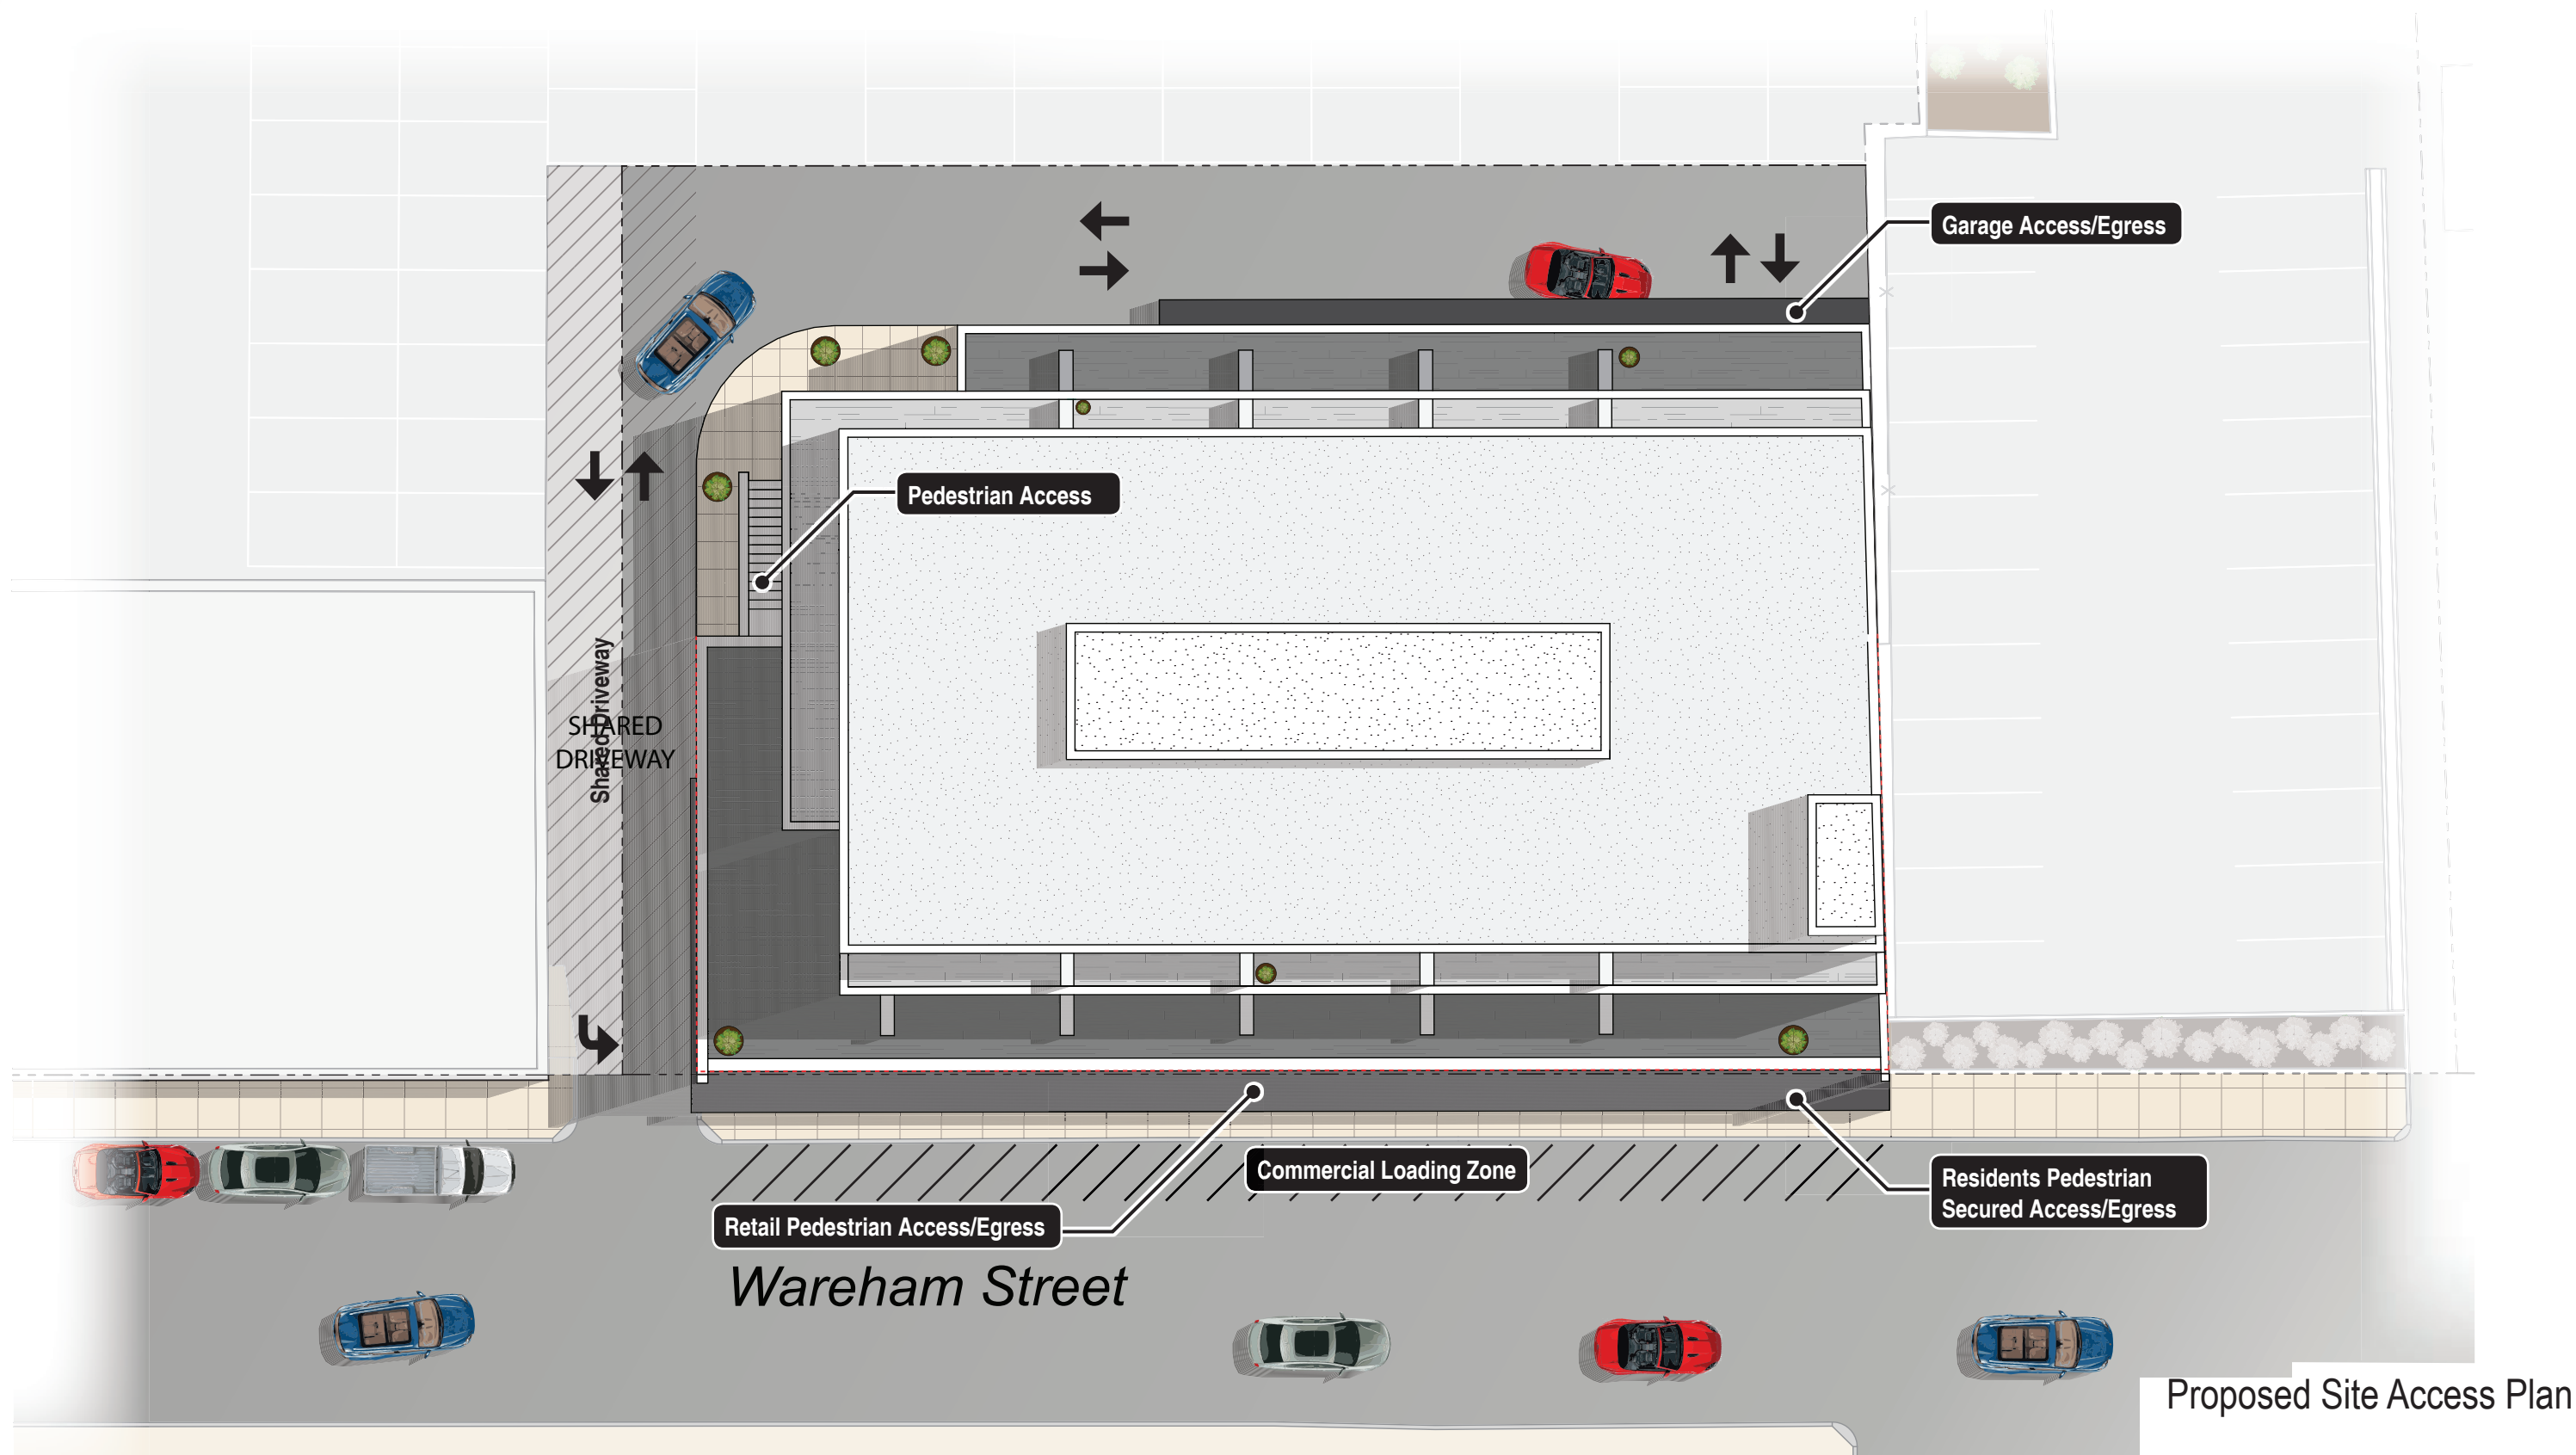 Garage Access/Egress
Pedestrian Access
Shared Driveway
SHARED
DRIVEWAY
Commercial Loading Zone
Residents Pedestrian
Secured Access/Egress
Retail Pedestrian Access/Egress
Wareham Street
Proposed Site Access Plan